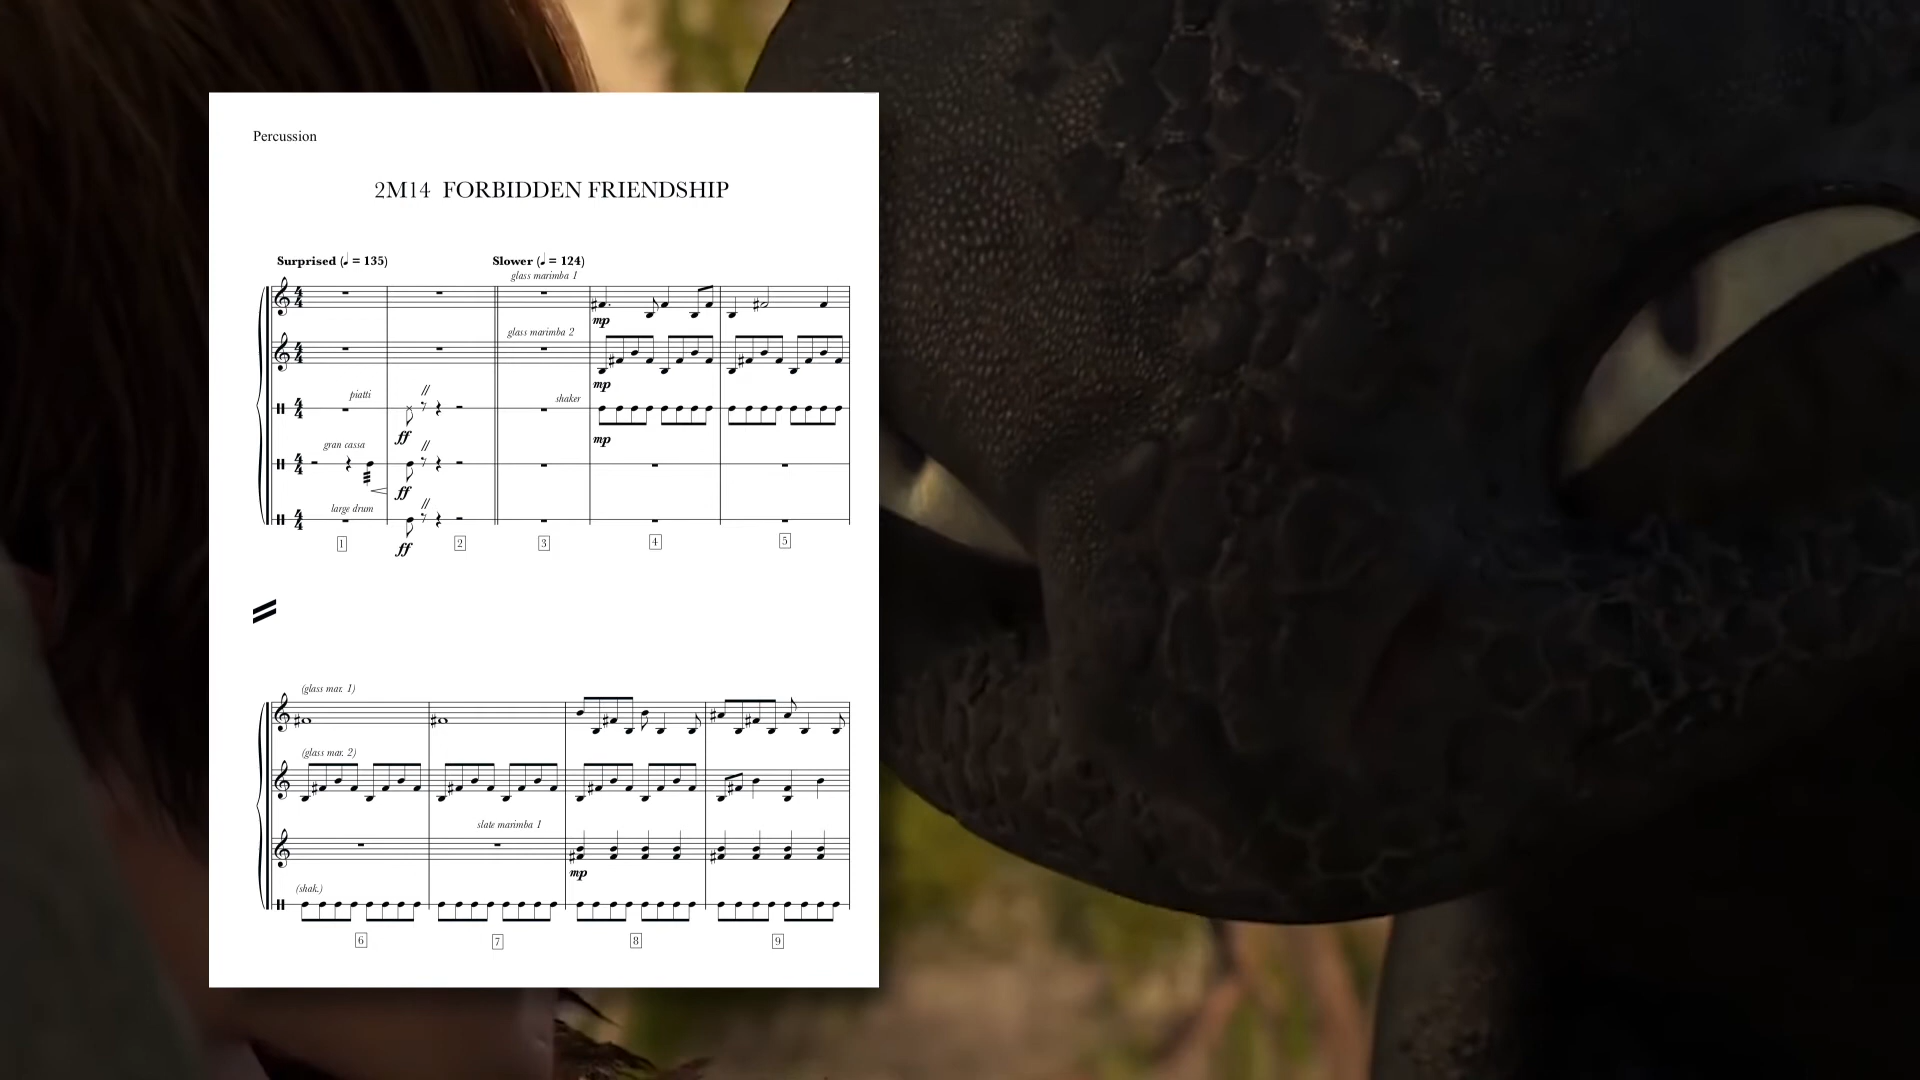 Percussion
2M14 FORBIDDEN FRIENDSHIP
Surprised (♩ = 135)
Slower (♩ = 124)
glass marimba 1
mp
glass marimba 2
mp
piatti
shaker
ff
mp
gran cassa
ff
large drum
ff
1 2 3 4 5
(glass mar. 1)
(glass mar. 2)
slate marimba 1
mp
(shak.)
6 7 8 9